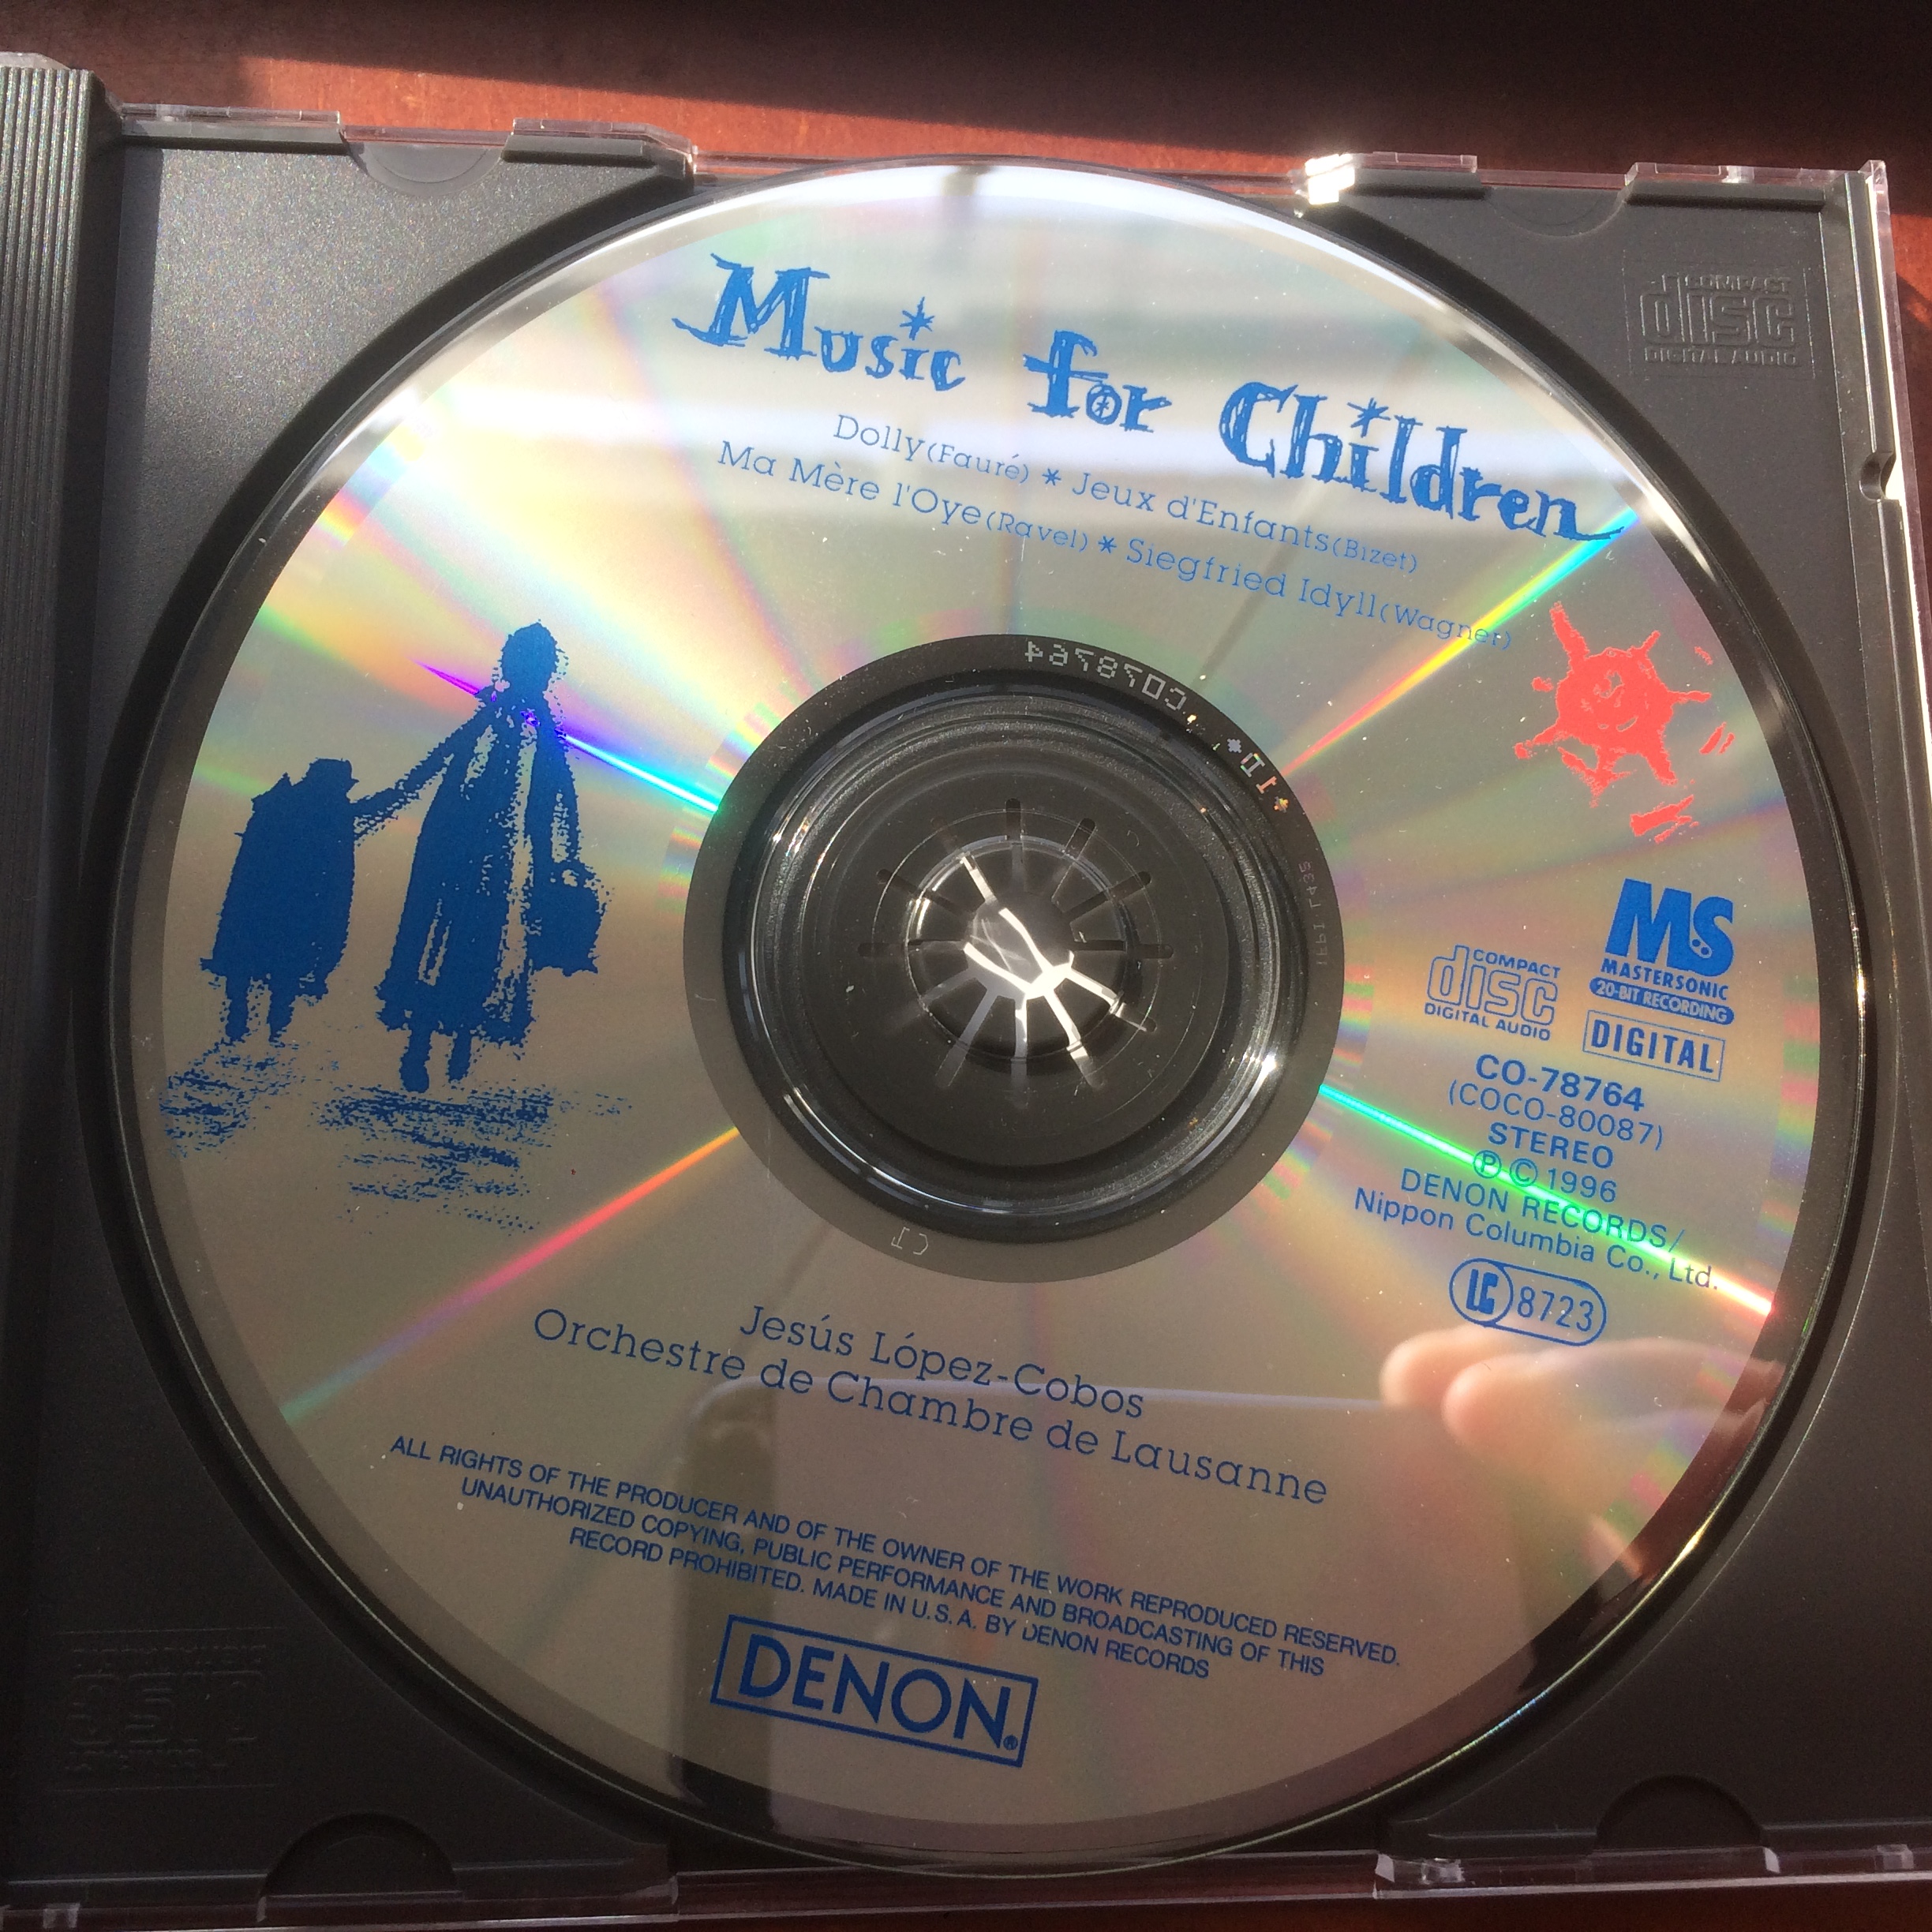 Music for Children
Dolly(Fauré) * Jeux d'Enfants(Bizet)
Ma Mère l'Oye(Ravel) * Siegfried Idyll(Wagner)
COMPACT
disc
DIGITAL AUDIO
MS
MASTERSONIC
20-BIT RECORDING
COMPACT
disc
DIGITAL AUDIO
DIGITAL
CO-78764
(COCO-80087)
STEREO
Ⓟ © 1996
DENON RECORDS/
Nippon Columbia Co., Ltd.
LC 8723
Jesús López-Cobos
Orchestre de Chambre de Lausanne
ALL RIGHTS OF THE PRODUCER AND OF THE OWNER OF THE WORK REPRODUCED RESERVED.
UNAUTHORIZED COPYING, PUBLIC PERFORMANCE AND BROADCASTING OF THIS
RECORD PROHIBITED. MADE IN U.S.A. BY DENON RECORDS
DENON®